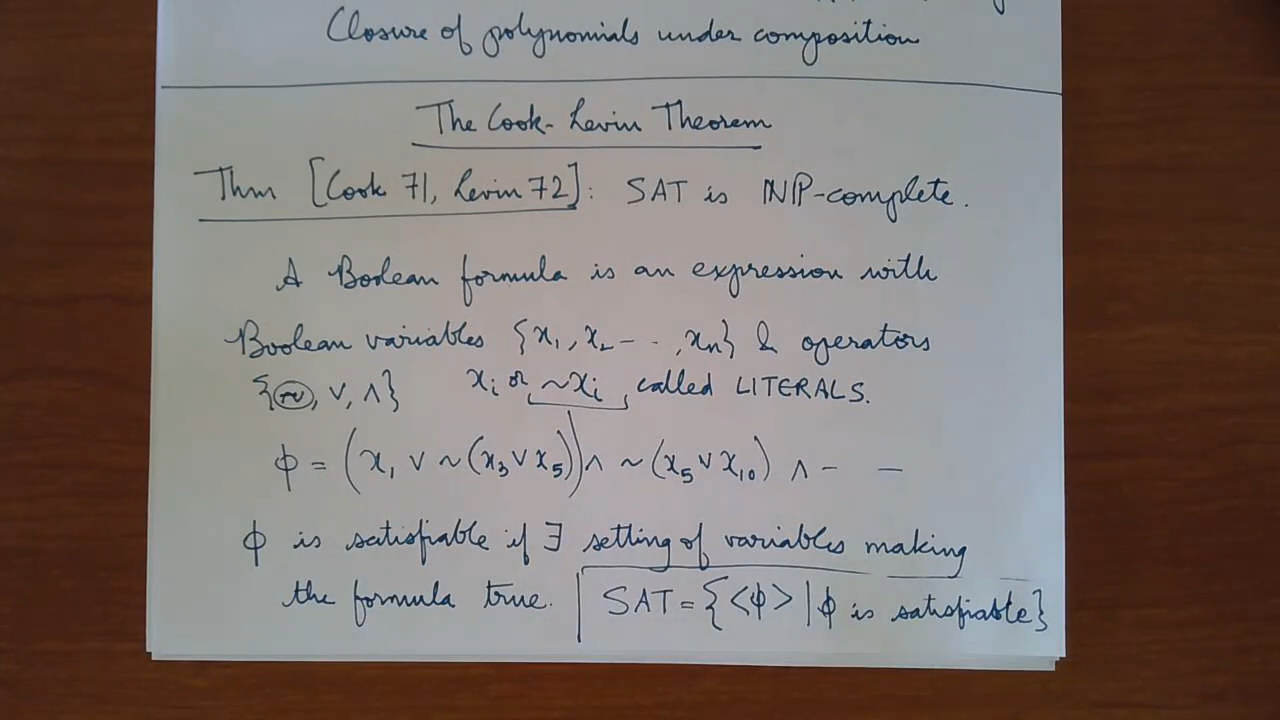 Closure of polynomials under composition
The Cook-Levin Theorem
Thm [Cook 71, Levin 72]: SAT is NP-complete.
A Boolean formula is an expression with
Boolean variables {x₁, x₂ - - ·, xₙ} & operators
{~, ∨, ∧} xᵢ or ~xᵢ, called LITERALS.
ϕ = (x₁ ∨ ~(x₃ ∨ x₅)) ∧ ~(x₅ ∨ x₁₀) ∧ - -
ϕ is satisfiable if ∃ setting of variables making
the formula true. SAT = {<ϕ> | ϕ is satisfiable}